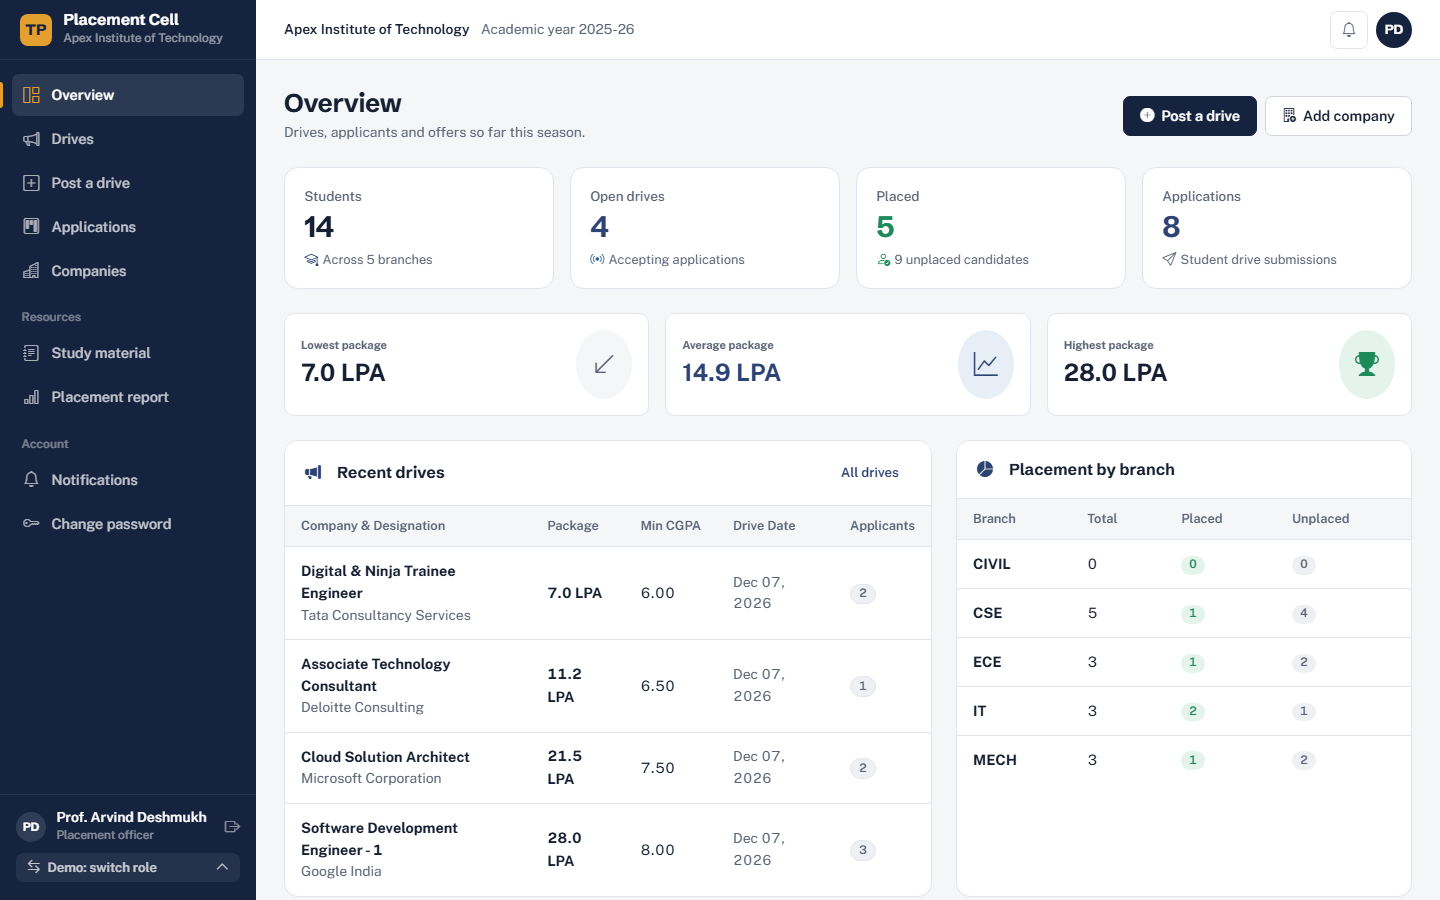 TP
Placement Cell
Apex Institute of Technology
Overview
Drives
Post a drive
Applications
Companies
Resources
Study material
Placement report
Account
Notifications
Change password
PD
Prof. Arvind Deshmukh
Placement officer
Demo: switch role
Apex Institute of Technology Academic year 2025-26
PD
Overview
Drives, applicants and offers so far this season.
Post a drive
Add company
Students
14
Across 5 branches
Open drives
4
Accepting applications
Placed
5
9 unplaced candidates
Applications
8
Student drive submissions
Lowest package
7.0 LPA
Average package
14.9 LPA
Highest package
28.0 LPA
Recent drives All drives
Company & Designation Package Min CGPA Drive Date Applicants
Digital & Ninja Trainee
Engineer
Tata Consultancy Services
7.0 LPA
6.00
Dec 07,
2026
2
Associate Technology
Consultant
Deloitte Consulting
11.2
LPA
6.50
Dec 07,
2026
1
Cloud Solution Architect
Microsoft Corporation
21.5
LPA
7.50
Dec 07,
2026
2
Software Development
Engineer - 1
Google India
28.0
LPA
8.00
Dec 07,
2026
3
Placement by branch
Branch Total Placed Unplaced
CIVIL 0 0 0
CSE 5 1 4
ECE 3 1 2
IT 3 2 1
MECH 3 1 2